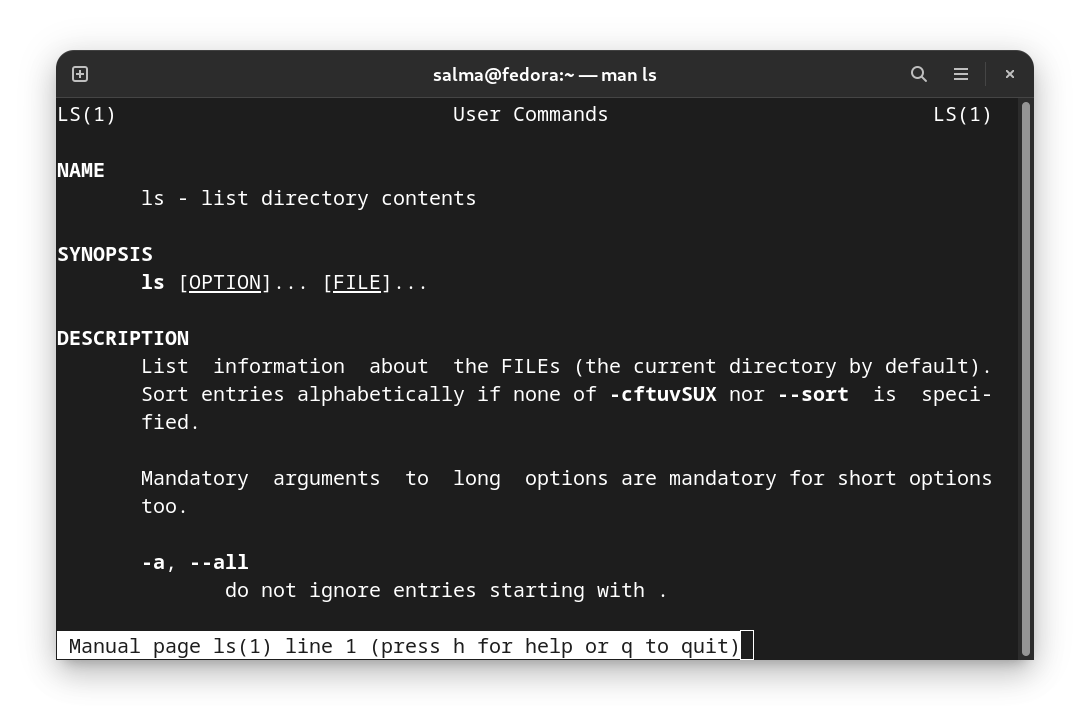 salma@fedora:~ — man ls
LS(1) User Commands LS(1)
NAME
ls - list directory contents
SYNOPSIS
ls [OPTION]... [FILE]...
DESCRIPTION
List  information  about  the FILEs (the current directory by default).
Sort entries alphabetically if none of -cftuvSUX nor --sort  is  speci-
fied.
Mandatory  arguments  to  long  options are mandatory for short options
too.
-a, --all
do not ignore entries starting with .
Manual page ls(1) line 1 (press h for help or q to quit)